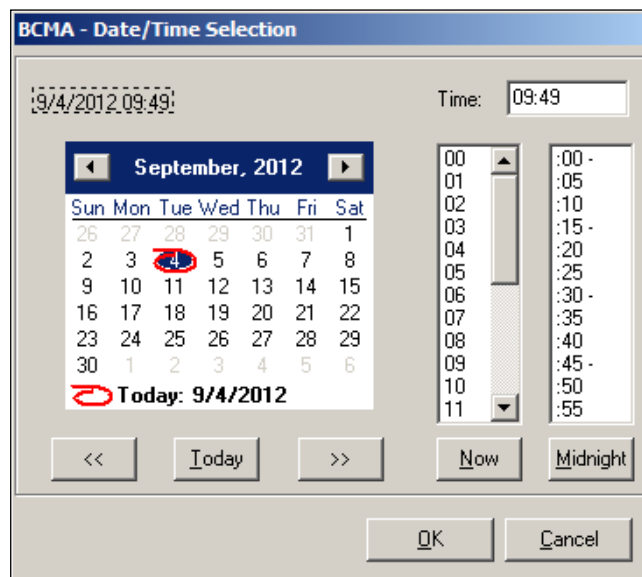 BCMA - Date/Time Selection
9/4/2012 09:49
Time: 09:49
September, 2012
Sun Mon Tue Wed Thu Fri Sat
26 27 28 29 30 31 1
2 3 4 5 6 7 8
9 10 11 12 13 14 15
16 17 18 19 20 21 22
23 24 25 26 27 28 29
30 1 2 3 4 5 6
Today: 9/4/2012
00
01
02
03
04
05
06
07
08
09
10
11
:00 -
:05
:10
:15 -
:20
:25
:30 -
:35
:40
:45 -
:50
:55
<< Today >> Now Midnight
OK Cancel